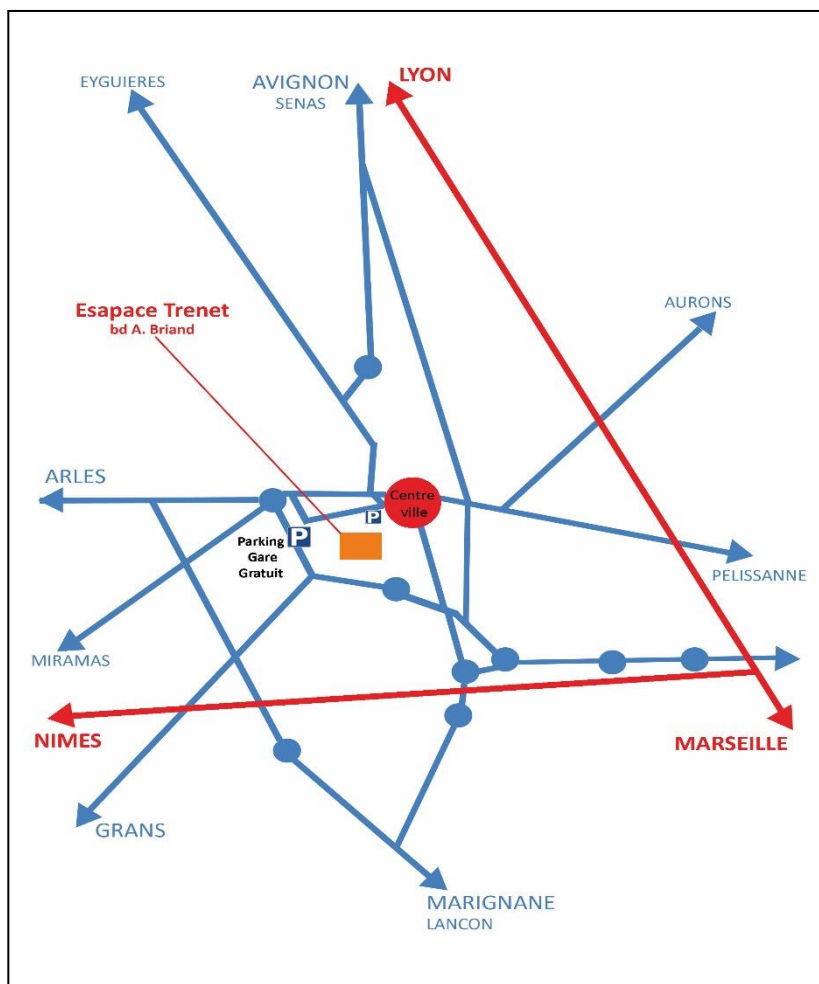 LYON
EYGUIERES
AVIGNON
SENAS
Esapace Trenet
bd A. Briand
AURONS
ARLES
Centre
ville
P
P
Parking
Gare
Gratuit
PELISSANNE
MIRAMAS
NIMES
MARSEILLE
GRANS
MARIGNANE
LANCON